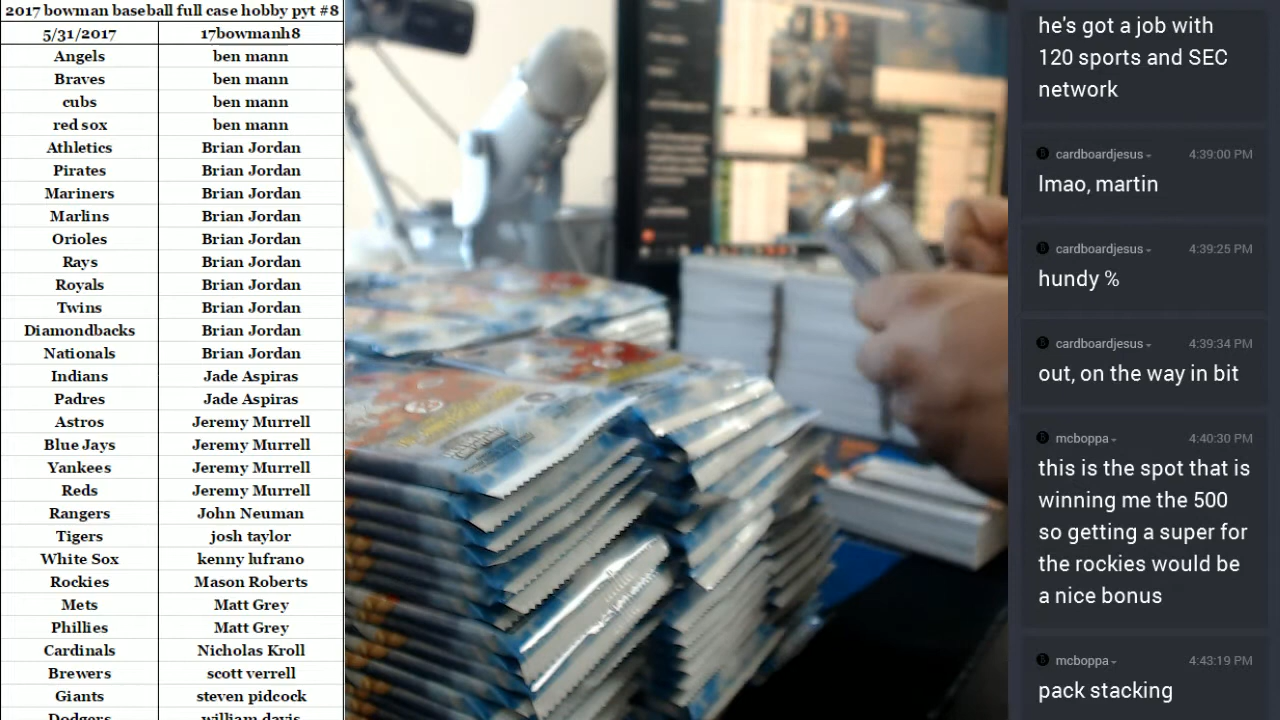 2017 bowman baseball full case hobby pyt #8
5/31/2017 17bowmanh8
Angels ben mann
Braves ben mann
cubs ben mann
red sox ben mann
Athletics Brian Jordan
Pirates Brian Jordan
Mariners Brian Jordan
Marlins Brian Jordan
Orioles Brian Jordan
Rays Brian Jordan
Royals Brian Jordan
Twins Brian Jordan
Diamondbacks Brian Jordan
Nationals Brian Jordan
Indians Jade Aspiras
Padres Jade Aspiras
Astros Jeremy Murrell
Blue Jays Jeremy Murrell
Yankees Jeremy Murrell
Reds Jeremy Murrell
Rangers John Neuman
Tigers josh taylor
White Sox kenny lufrano
Rockies Mason Roberts
Mets Matt Grey
Phillies Matt Grey
Cardinals Nicholas Kroll
Brewers scott verrell
Giants steven pidcock
Dodgers william davis
he's got a job with
120 sports and SEC
network
cardboardjesus 4:39:00 PM
lmao, martin
cardboardjesus 4:39:25 PM
hundy %
cardboardjesus 4:39:34 PM
out, on the way in bit
mcboppa 4:40:30 PM
this is the spot that is
winning me the 500
so getting a super for
the rockies would be
a nice bonus
mcboppa 4:43:19 PM
pack stacking